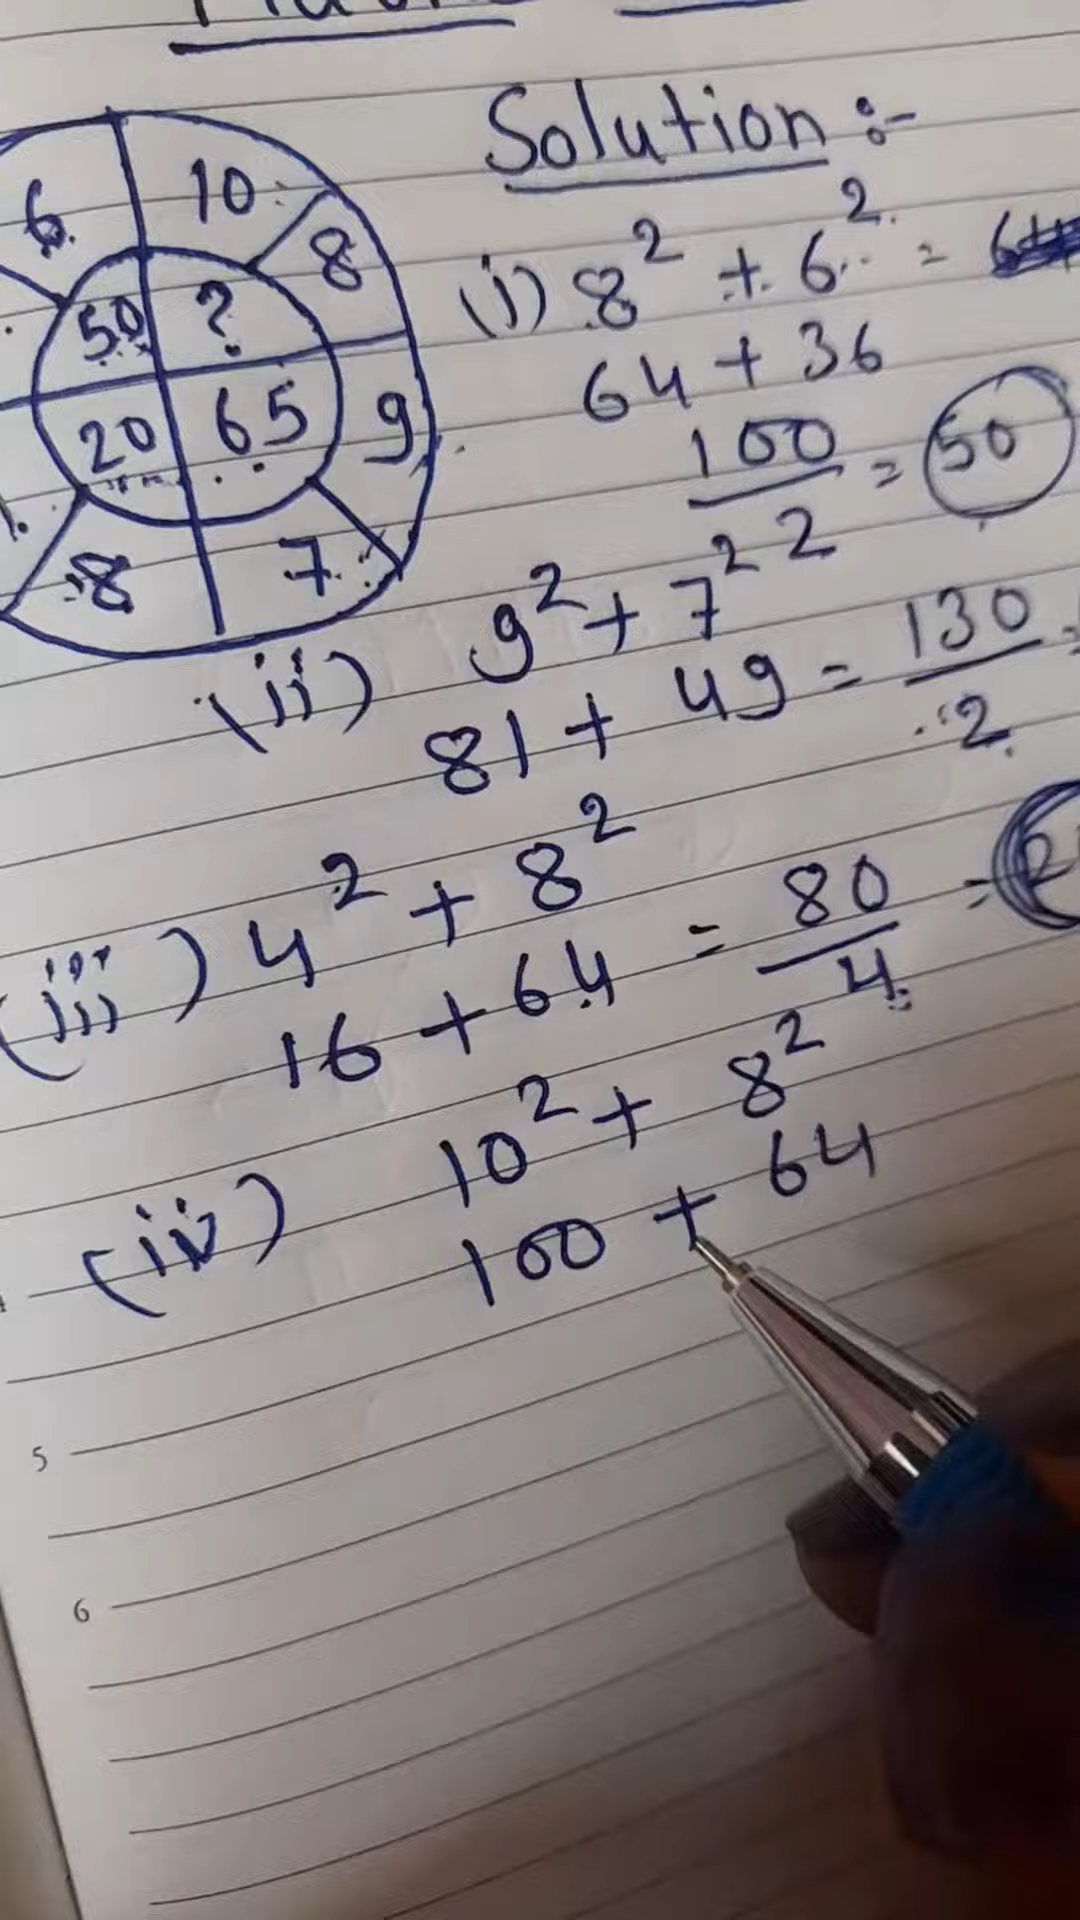 Solution :-
6 10
8
50 ?
20 65 9
8 7
(i) 8² + 6² =
64 + 36
100/2 = 50
(ii) 9² + 7²
81 + 49 = 130/2 =
(iii) 4² + 8²
16 + 64 = 80/4 =
(iv) 10² + 8²
100 + 64
5
6